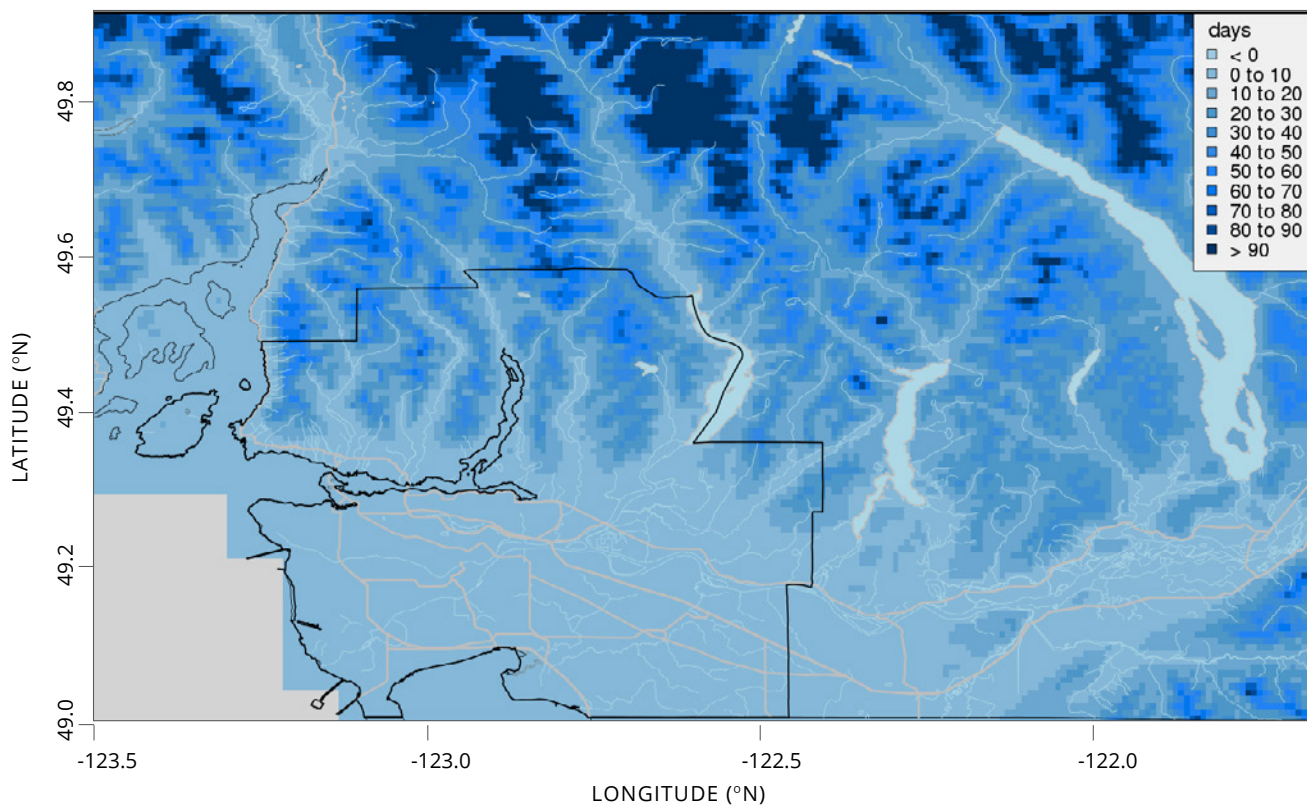 days
< 0
0 to 10
10 to 20
20 to 30
30 to 40
40 to 50
50 to 60
60 to 70
70 to 80
80 to 90
> 90
LATITUDE (°N)
49.8
49.6
49.4
49.2
49.0
-123.5
-123.0
-122.5
-122.0
LONGITUDE (°N)